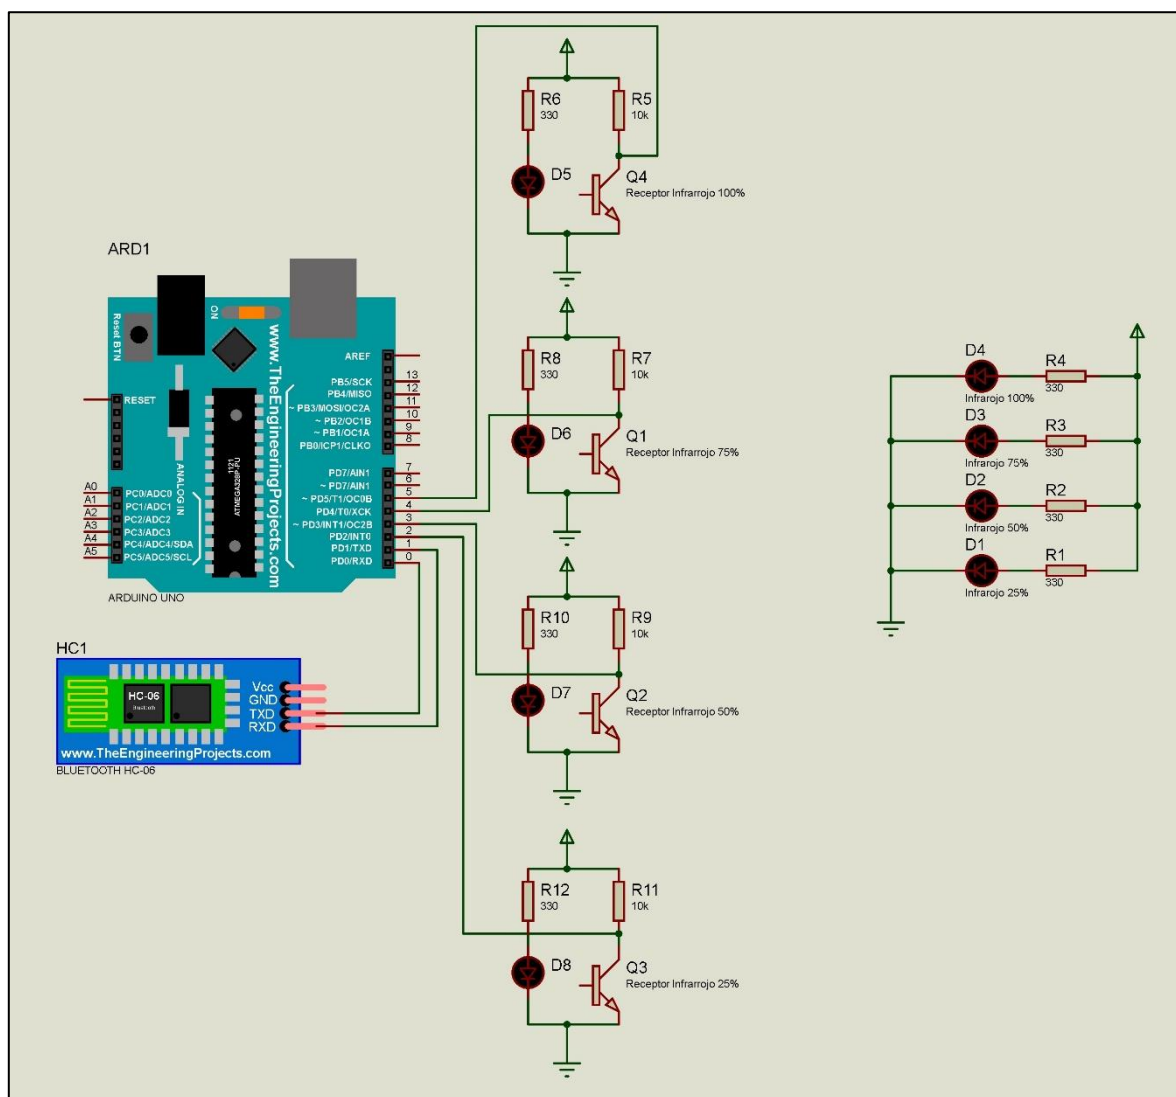 R6
330
R5
10k
D5
Q4
Receptor Infrarrojo 100%
ARD1
Reset BTN
ON
www.TheEngineeringProjects.com
RESET
AREF
PB5/SCK
13
PB4/MISO
12
~ PB3/MOSI/OC2A
11
~ PB2/OC1B
10
~ PB1/OC1A
9
PB0/ICP1/CLKO
8
1121
ATMEGA328P-PU
ANALOG IN
PD7/AIN1
7
~ PD7/AIN1
6
~ PD5/T1/OC0B
5
PD4/T0/XCK
4
~ PD3/INT1/OC2B
3
PD2/INT0
2
PD1/TXD
1
PD0/RXD
0
A0
PC0/ADC0
A1
PC1/ADC1
A2
PC2/ADC2
A3
PC3/ADC3
A4
PC4/ADC4/SDA
A5
PC5/ADC5/SCL
ARDUINO UNO
R8
330
R7
10k
D6
Q1
Receptor Infrarrojo 75%
D4
R4
330
Infrarojo 100%
D3
R3
330
Infrarojo 75%
D2
R2
330
Infrarojo 50%
D1
R1
330
Infrarojo 25%
HC1
HC-06
Vcc
GND
TXD
RXD
www.TheEngineeringProjects.com
BLUETOOTH HC-06
R10
330
R9
10k
D7
Q2
Receptor Infrarrojo 50%
R12
330
R11
10k
D8
Q3
Receptor Infrarrojo 25%